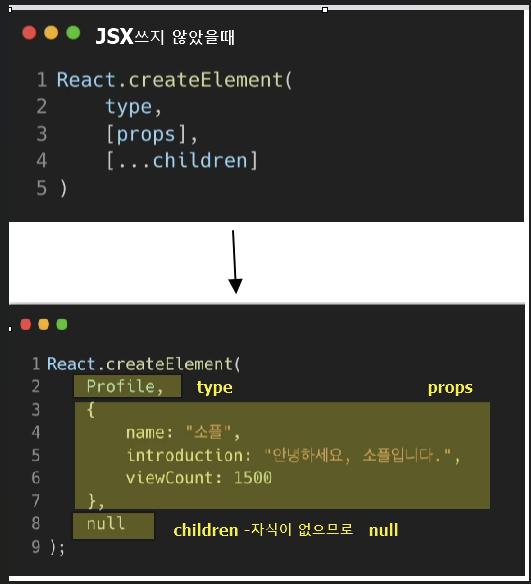 JSX쓰지 않았을때
1 React.createElement(
2     type,
3     [props],
4     [...children]
5 )
1 React.createElement(
2     Profile, type props
3     {
4         name: "소플",
5         introduction: "안녕하세요, 소플입니다.",
6         viewCount: 1500
7     },
8     null children -자식이 없으므로 null
9 );